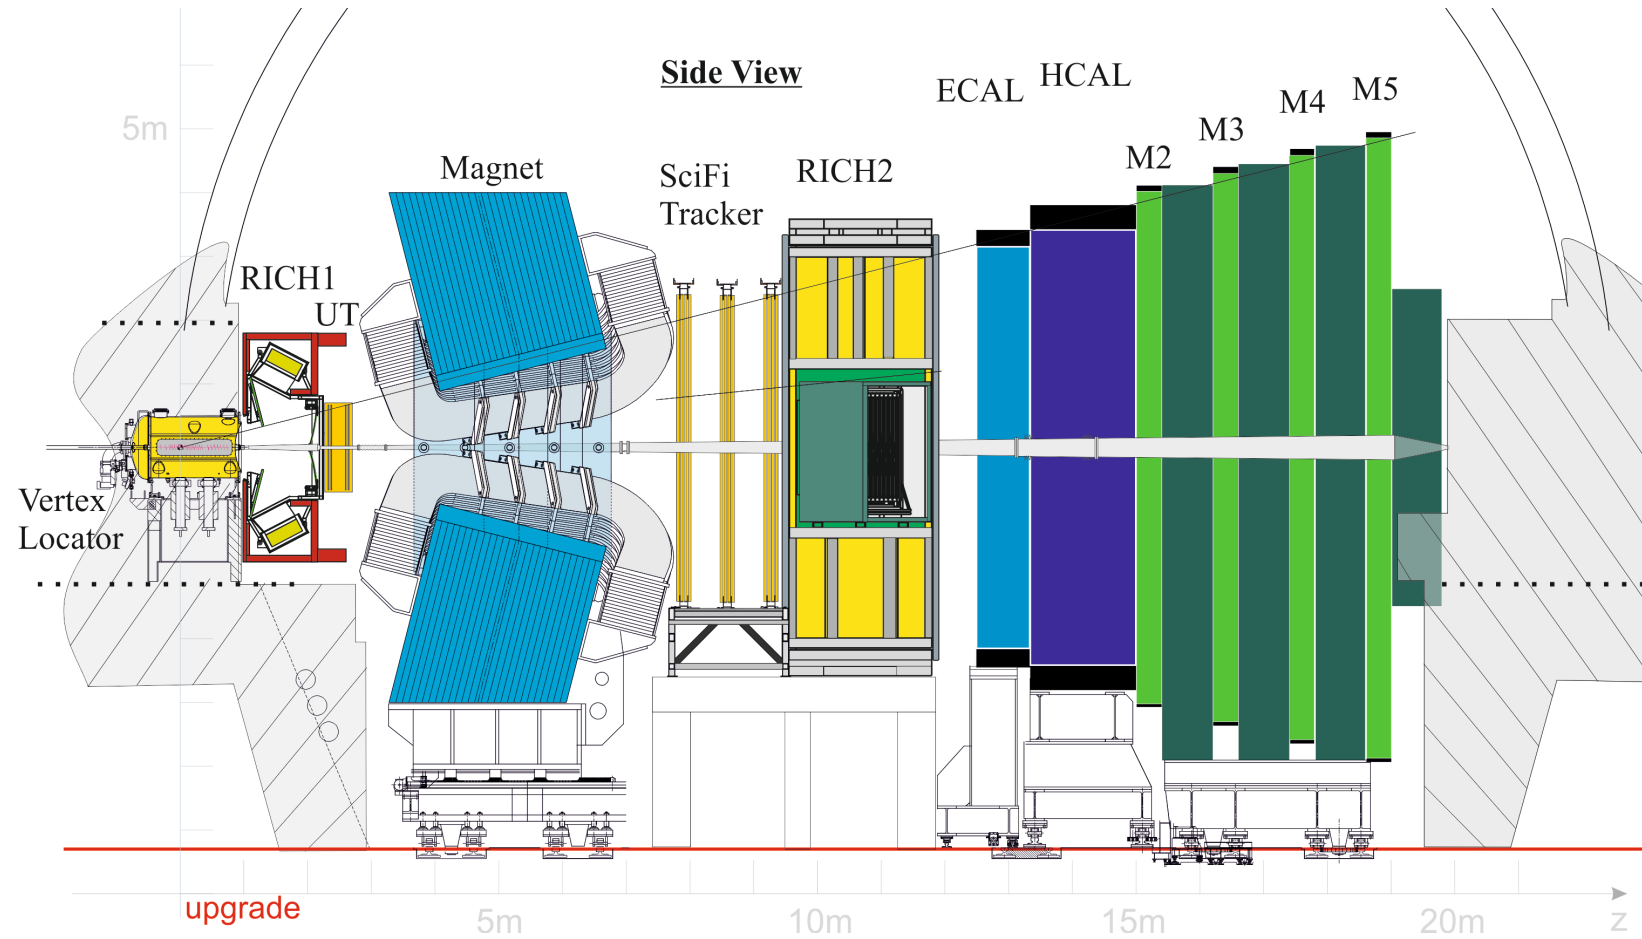 Side View
ECAL
HCAL
M5
M4
M3
M2
5m
Magnet
SciFi
Tracker
RICH2
RICH1
UT
Vertex
Locator
upgrade
5m
10m
15m
20m
z